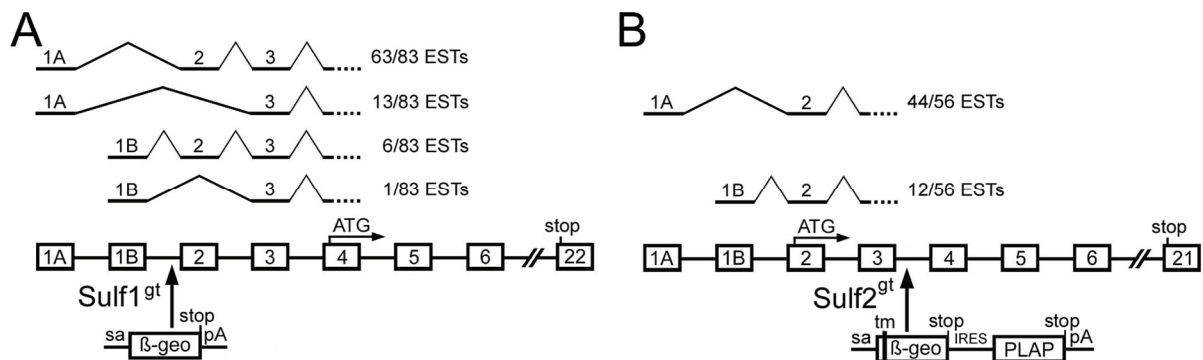 A
1A 2 3 63/83 ESTs
1A 3 13/83 ESTs
1B 2 3 6/83 ESTs
1B 3 1/83 ESTs
ATG stop
1A 1B 2 3 4 5 6 22
Sulf1gt
stop
sa ß-geo pA
B
1A 2 44/56 ESTs
1B 2 12/56 ESTs
ATG stop
1A 1B 2 3 4 5 6 21
Sulf2gt
tm stop stop
sa ß-geo IRES PLAP pA